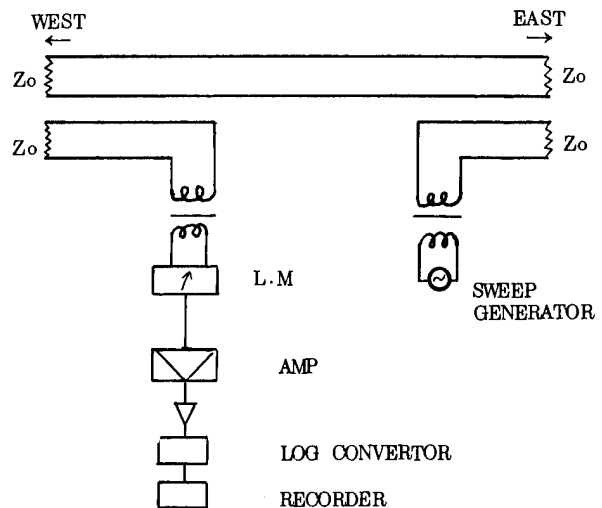 WEST
EAST
Zo
Zo
Zo
Zo
L.M
SWEEP
GENERATOR
AMP
LOG CONVERTOR
RECORDER